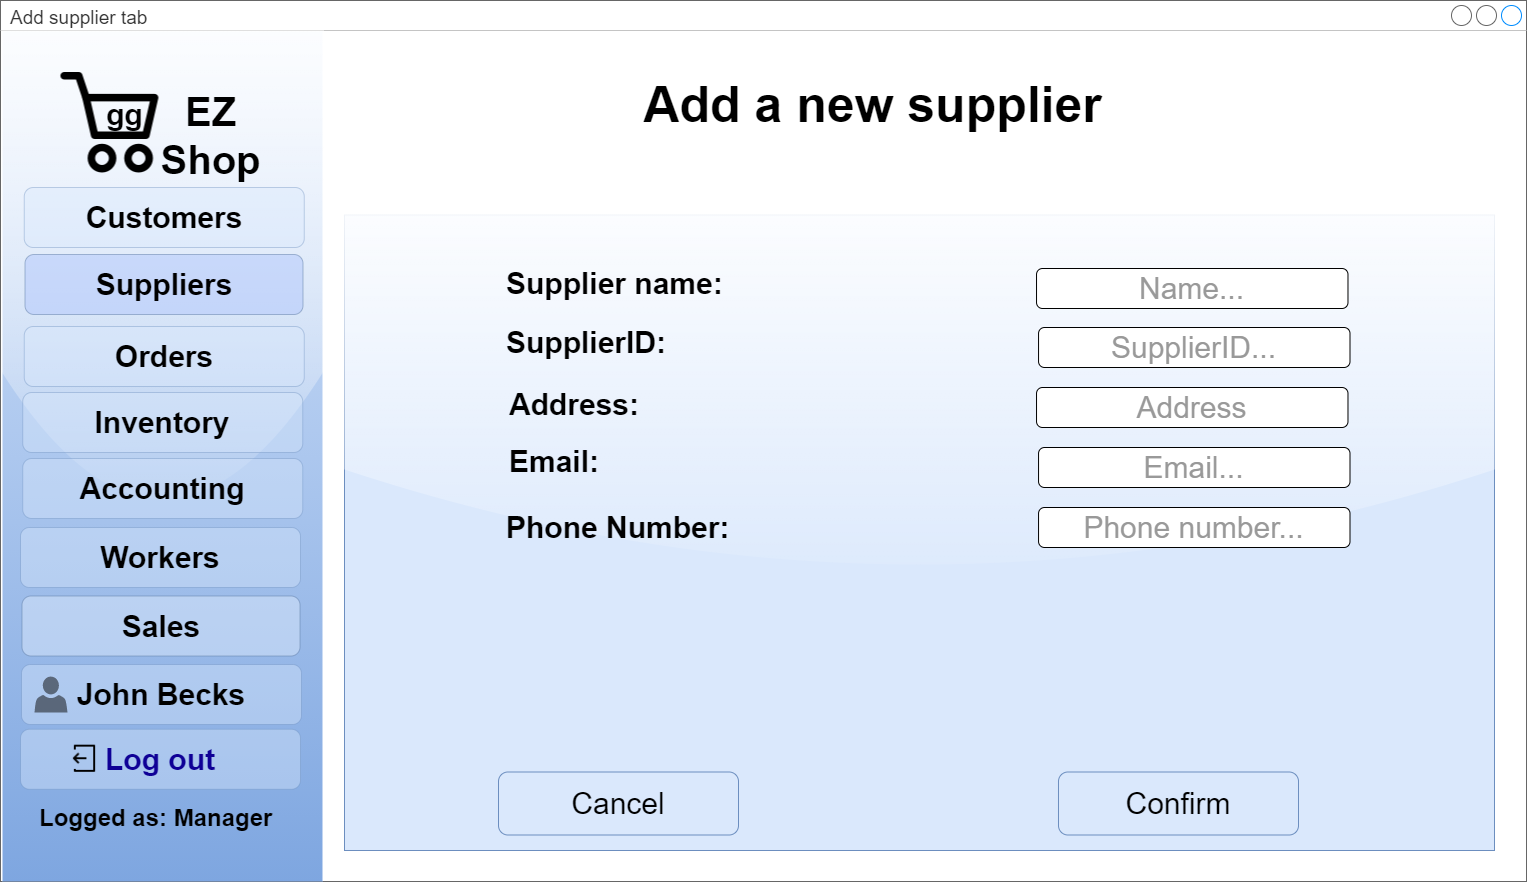 Add supplier tab
gg
EZ
Shop
Customers
Suppliers
Orders
Inventory
Accounting
Workers
Sales
John Becks
Log out
Logged as: Manager
Add a new supplier
Supplier name:
Name...
SupplierID:
SupplierID...
Address:
Address
Email:
Email...
Phone Number:
Phone number...
Cancel
Confirm